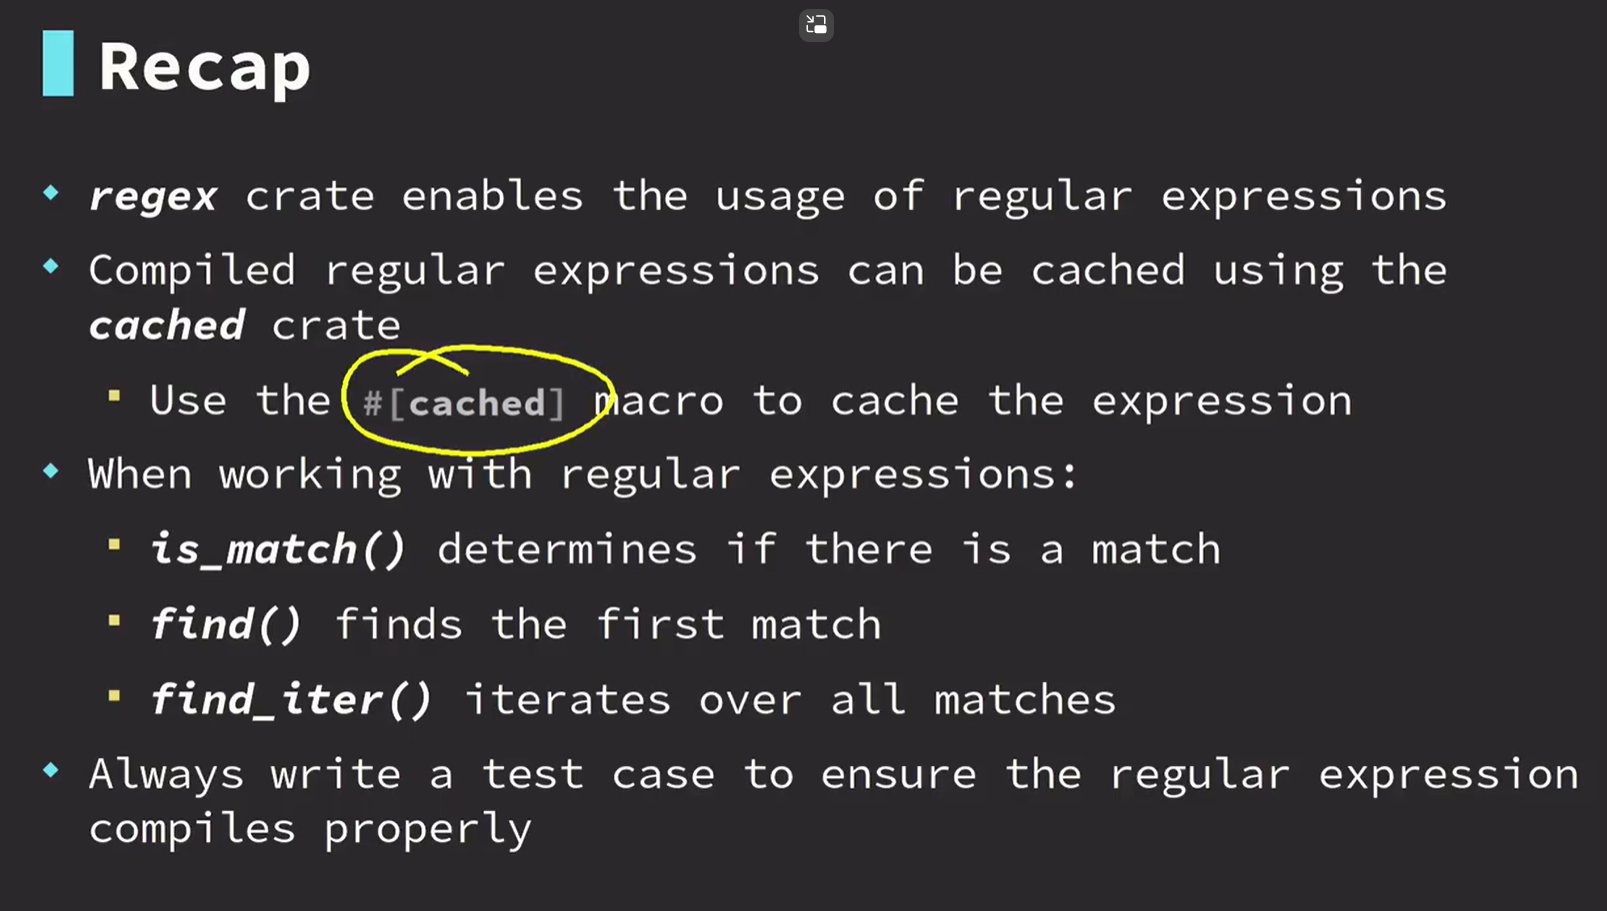 Recap
regex crate enables the usage of regular expressions
Compiled regular expressions can be cached using the
cached crate
Use the #[cached] macro to cache the expression
When working with regular expressions:
is_match() determines if there is a match
find() finds the first match
find_iter() iterates over all matches
Always write a test case to ensure the regular expression
compiles properly